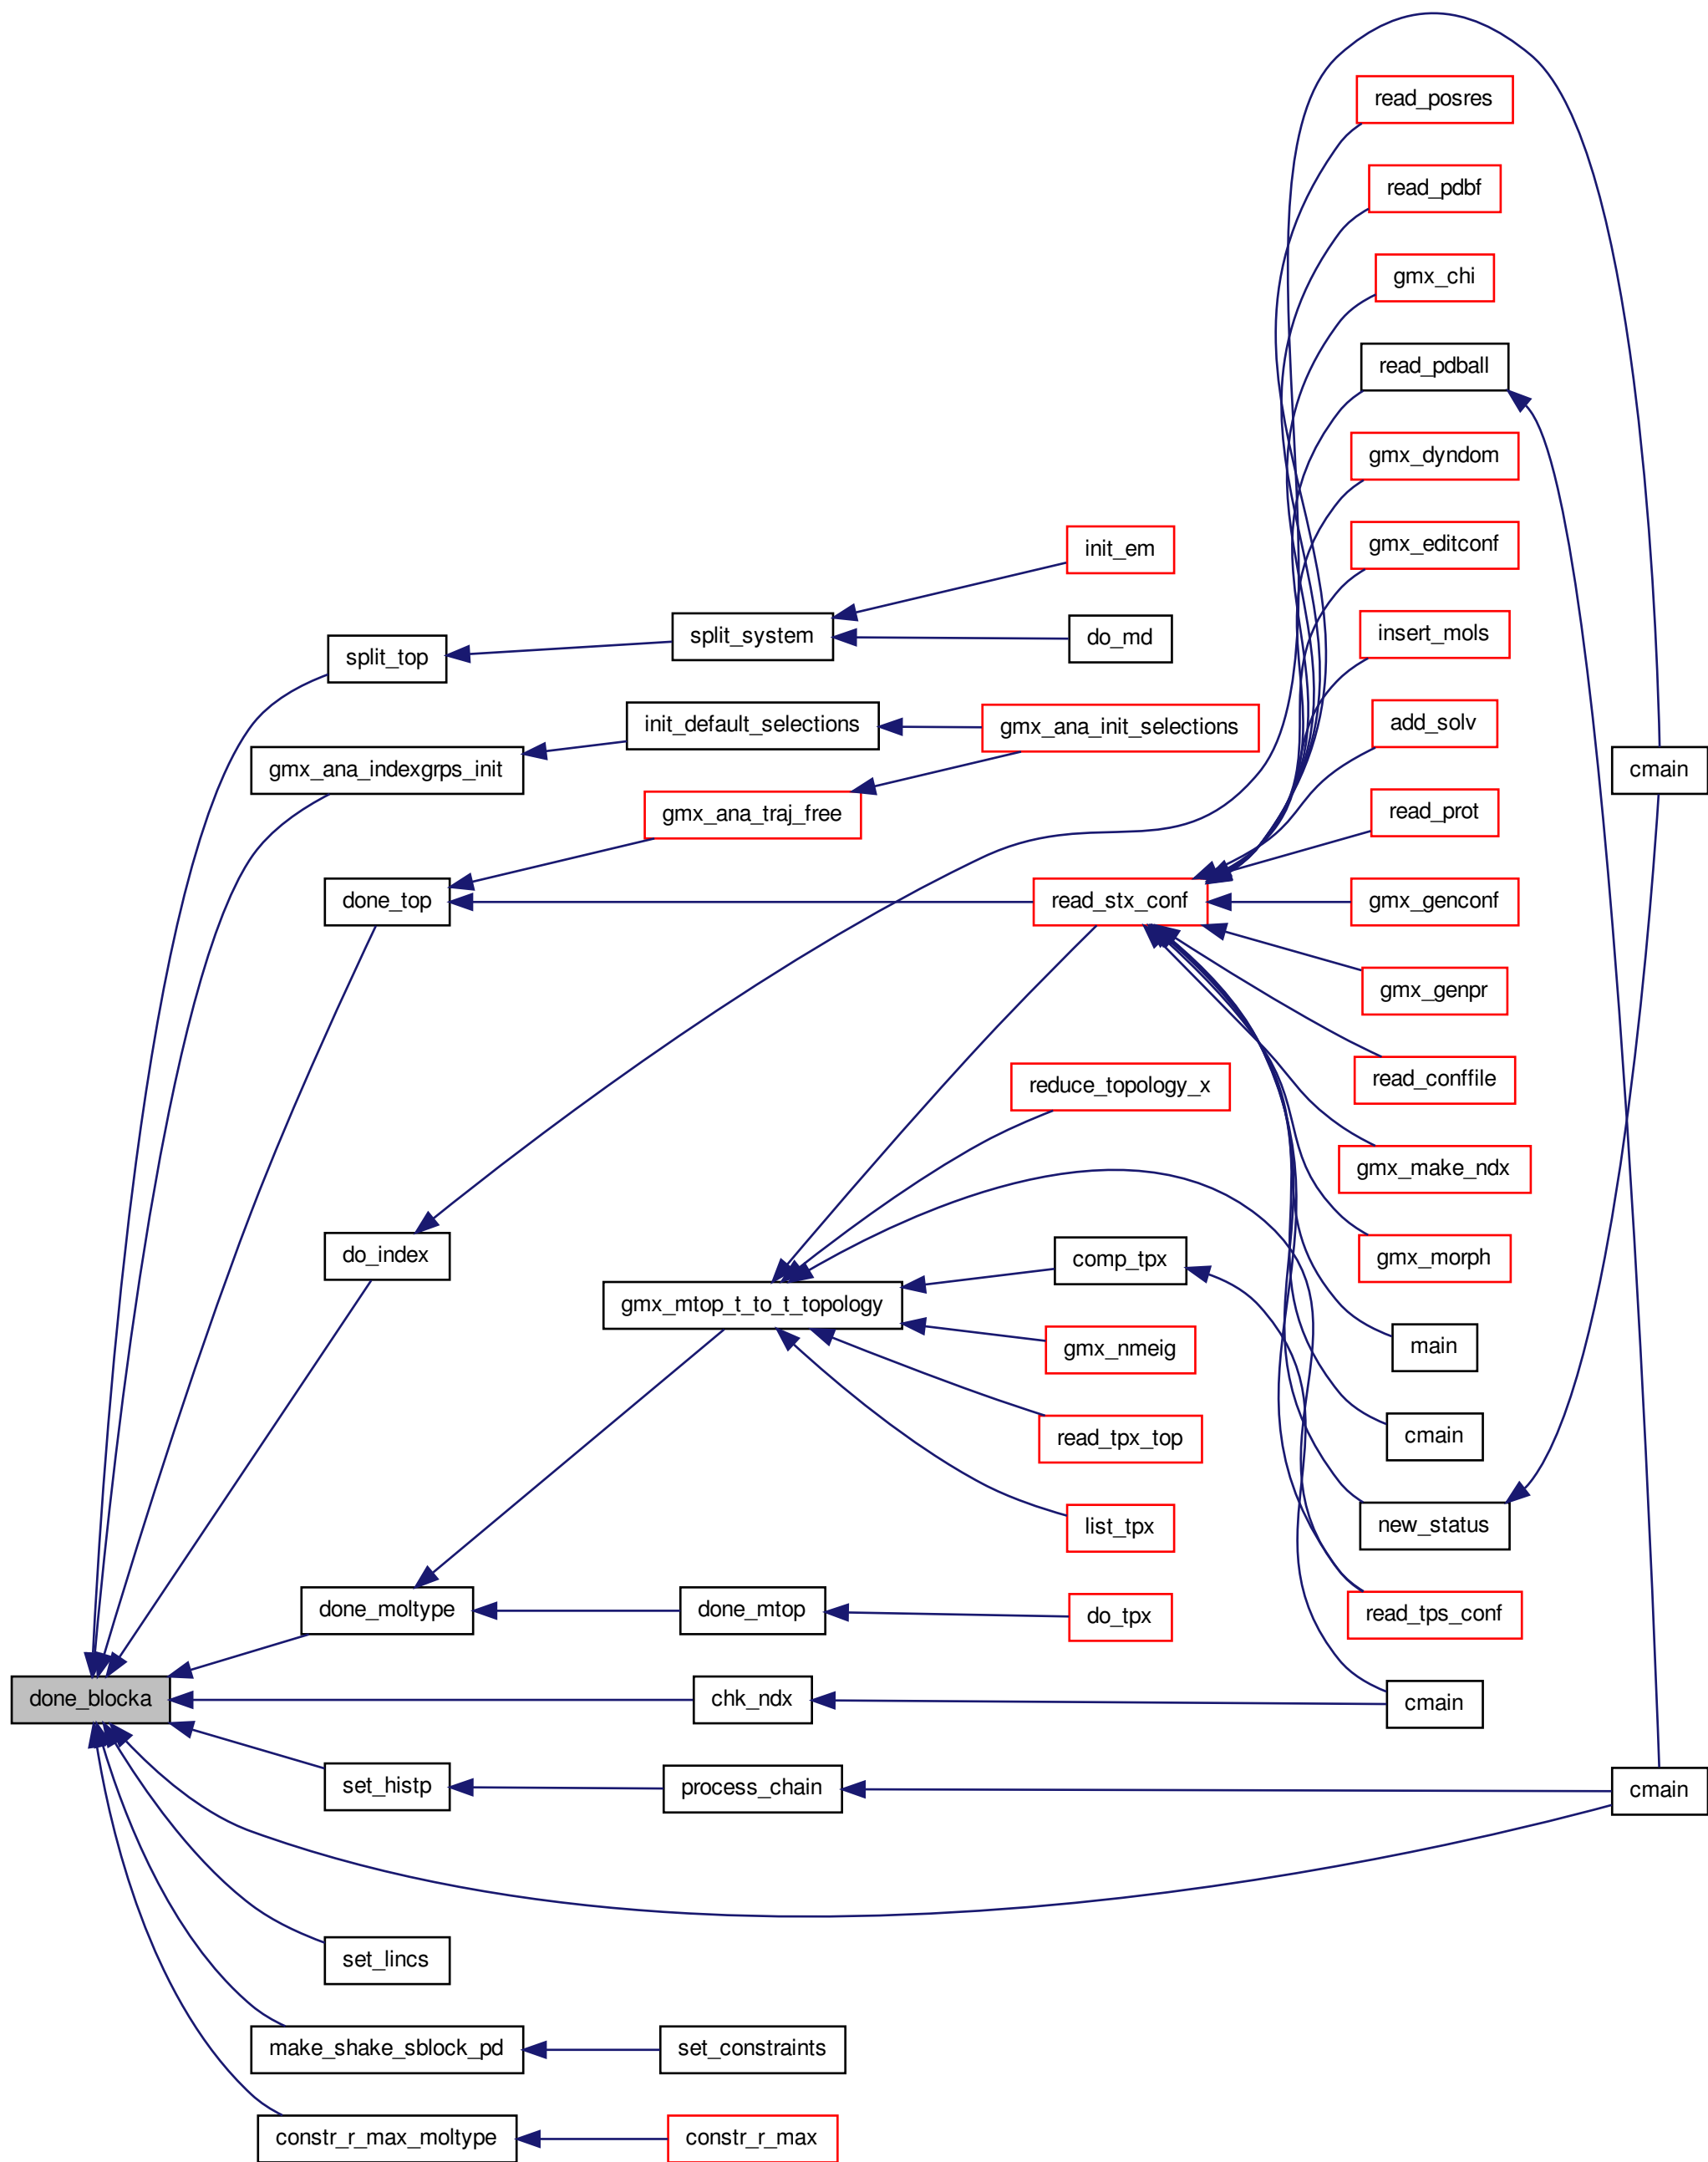 read_posres
read_pdbf
gmx_chi
read_pdball
gmx_dyndom
gmx_editconf
init_em
insert_mols
split_system
do_md
split_top
init_default_selections
gmx_ana_init_selections
add_solv
gmx_ana_indexgrps_init
cmain
gmx_ana_traj_free
read_prot
done_top
read_stx_conf
gmx_genconf
gmx_genpr
reduce_topology_x
read_conffile
gmx_make_ndx
do_index
comp_tpx
gmx_morph
gmx_mtop_t_to_t_topology
gmx_nmeig
main
read_tpx_top
cmain
list_tpx
new_status
done_moltype
done_mtop
do_tpx
read_tps_conf
done_blocka
chk_ndx
cmain
set_histp
process_chain
cmain
set_lincs
make_shake_sblock_pd
set_constraints
constr_r_max_moltype
constr_r_max